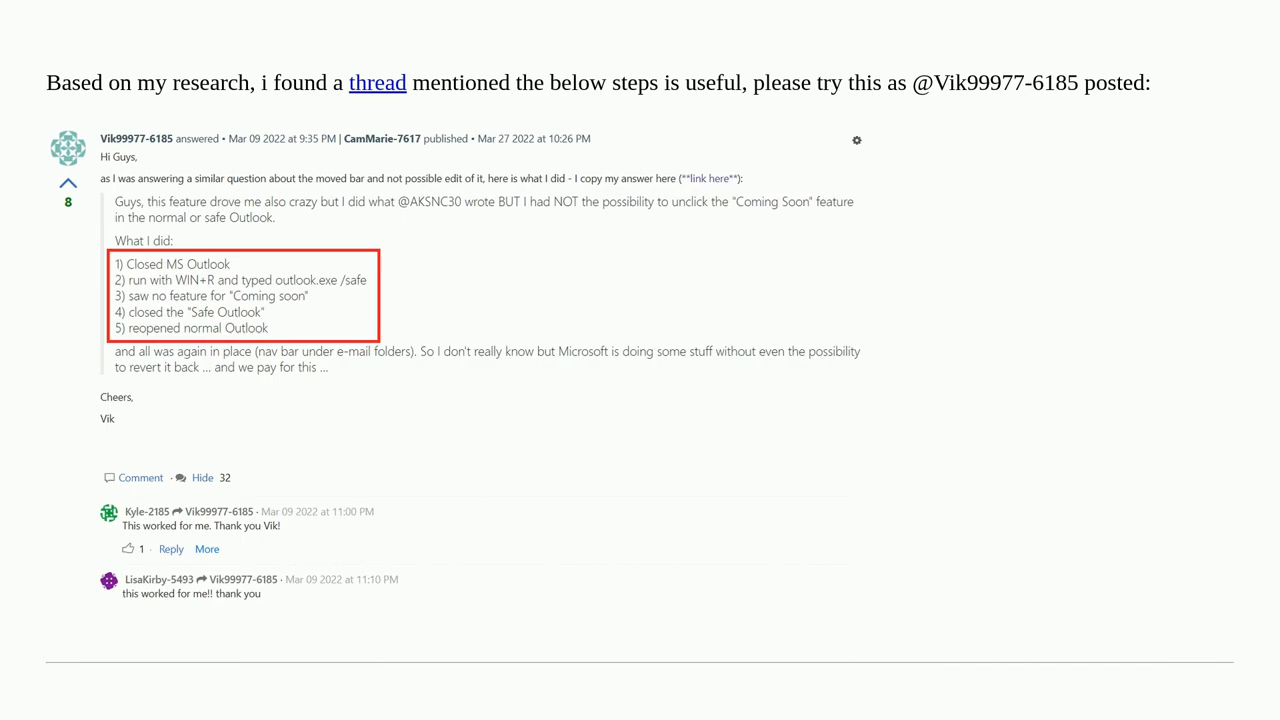 Based on my research, i found a thread mentioned the below steps is useful, please try this as @Vik99977-6185 posted:
Vik99977-6185 answered • Mar 09 2022 at 9:35 PM | CamMarie-7617 published • Mar 27 2022 at 10:26 PM
Hi Guys,
as I was answering a similar question about the moved bar and not possible edit of it, here is what I did - I copy my answer here (**link here**):
8
Guys, this feature drove me also crazy but I did what @AKSNC30 wrote BUT I had NOT the possibility to unclick the "Coming Soon" feature
in the normal or safe Outlook.
What I did:
1) Closed MS Outlook
2) run with WIN+R and typed outlook.exe /safe
3) saw no feature for "Coming soon"
4) closed the "Safe Outlook"
5) reopened normal Outlook
and all was again in place (nav bar under e-mail folders). So I don't really know but Microsoft is doing some stuff without even the possibility
to revert it back ... and we pay for this ...
Cheers,
Vik
Comment · Hide 32
Kyle-2185 Vik99977-6185 · Mar 09 2022 at 11:00 PM
This worked for me. Thank you Vik!
1 · Reply More
LisaKirby-5493 Vik99977-6185 · Mar 09 2022 at 11:10 PM
this worked for me!! thank you